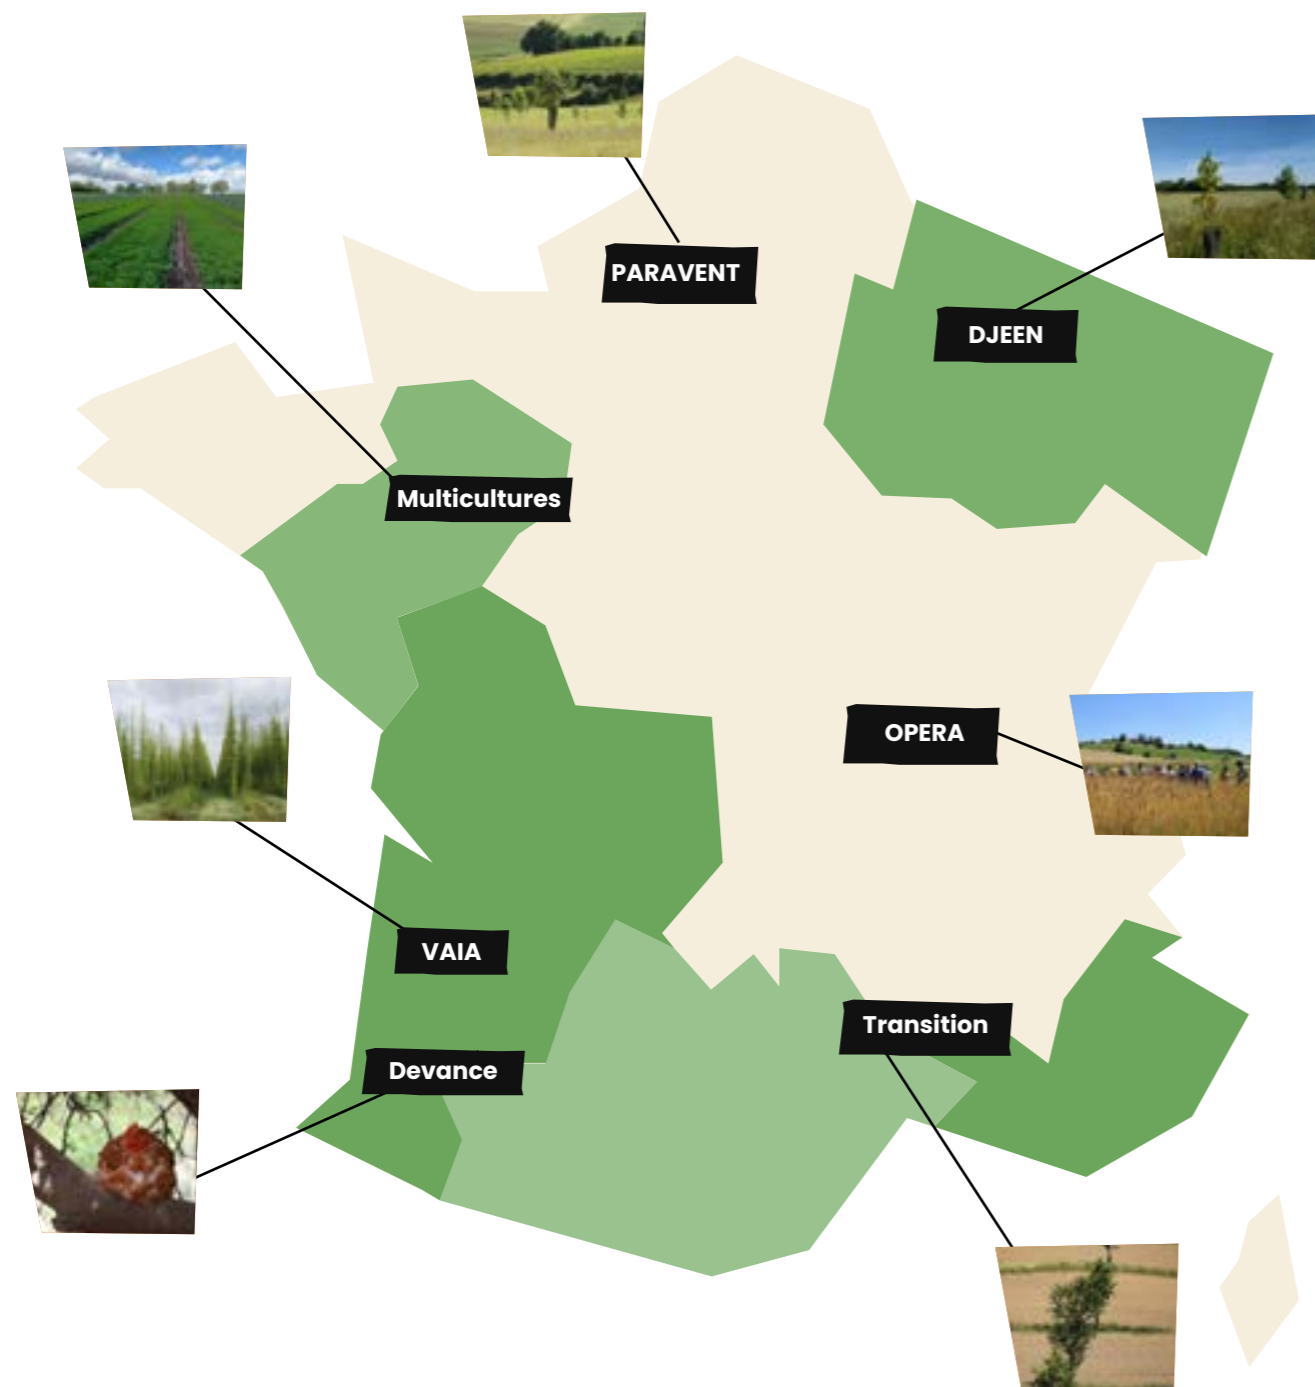 PARAVENT
DJEEN
Multicultures
OPERA
VAIA
Transition
Devance